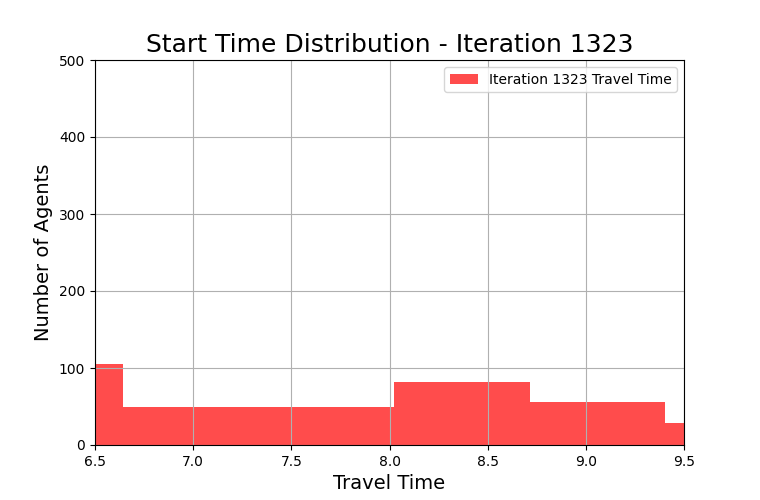 Start Time Distribution - Iteration 1323
Iteration 1323 Travel Time
Number of Agents
500
400
300
200
100
0
6.5 7.0 7.5 8.0 8.5 9.0 9.5
Travel Time